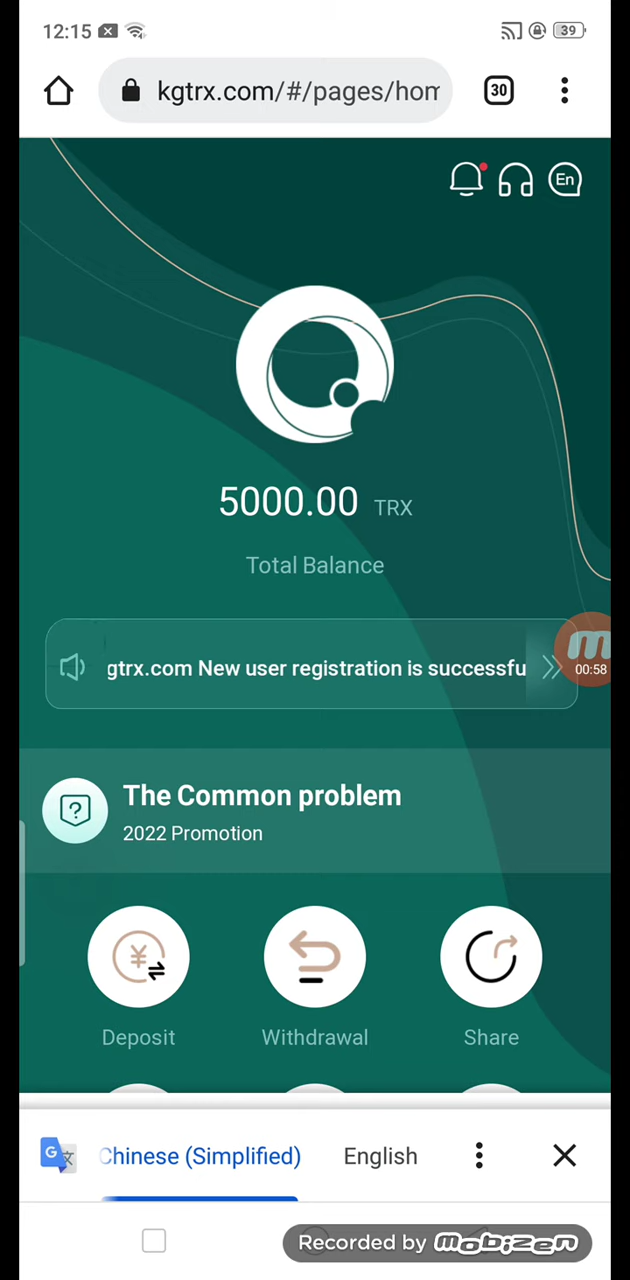 12:15
39
kgtrx.com/#/pages/hom
30
En
5000.00 TRX
Total Balance
gtrx.com New user registration is successfu
00:58
The Common problem
2022 Promotion
Deposit
Withdrawal
Share
Chinese (Simplified)
English
Recorded by mobizen